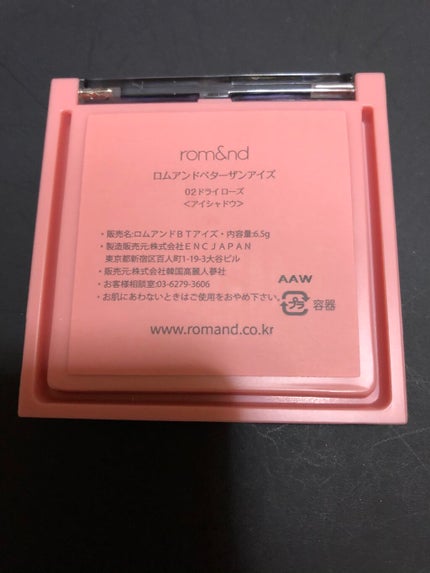 rom&nd
ロムアンドベターザンアイズ
02ドライローズ
<アイシャドウ>
・販売名:ロムアンドBTアイズ・内容量:6.5g
・製造販売元:株式会社ENCJAPAN
東京都新宿区百人町1-19-3大谷ビル
・販売元:株式会社韓国高麗人蔘社
・お客様相談室:03-6279-3606
・お肌にあわないときはご使用をおやめ下さい。
AAW
プラ 容器
www.romand.co.kr